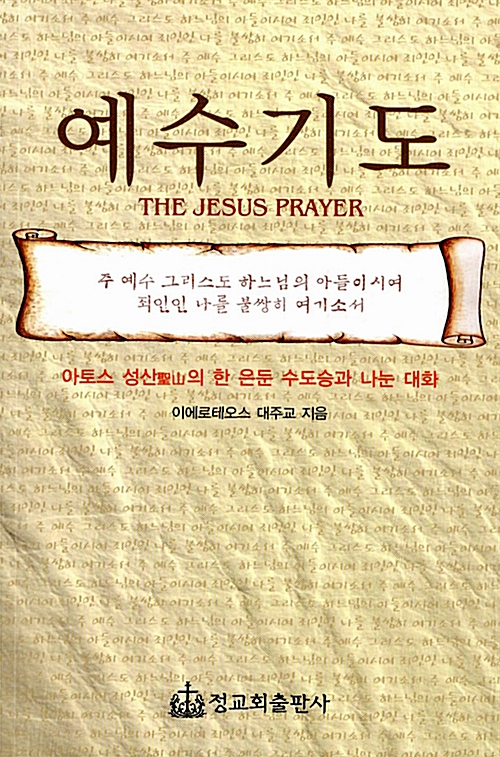 예수기도
THE JESUS PRAYER
주 예수 그리스도 하느님의 아들이시여
죄인인 나를 불쌍히 여기소서
아토스 성산聖山의 한 은둔 수도승과 나눈 대화
이에로테오스 대주교 지음
정교회출판사